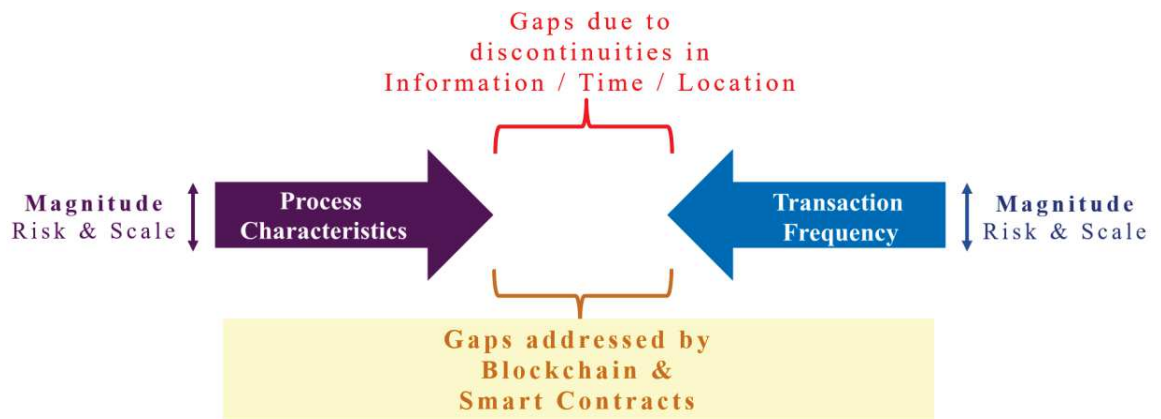 Gaps due to
discontinuities in
Information / Time / Location
Magnitude
Risk & Scale
Process
Characteristics
Transaction
Frequency
Magnitude
Risk & Scale
Gaps addressed by
Blockchain &
Smart Contracts